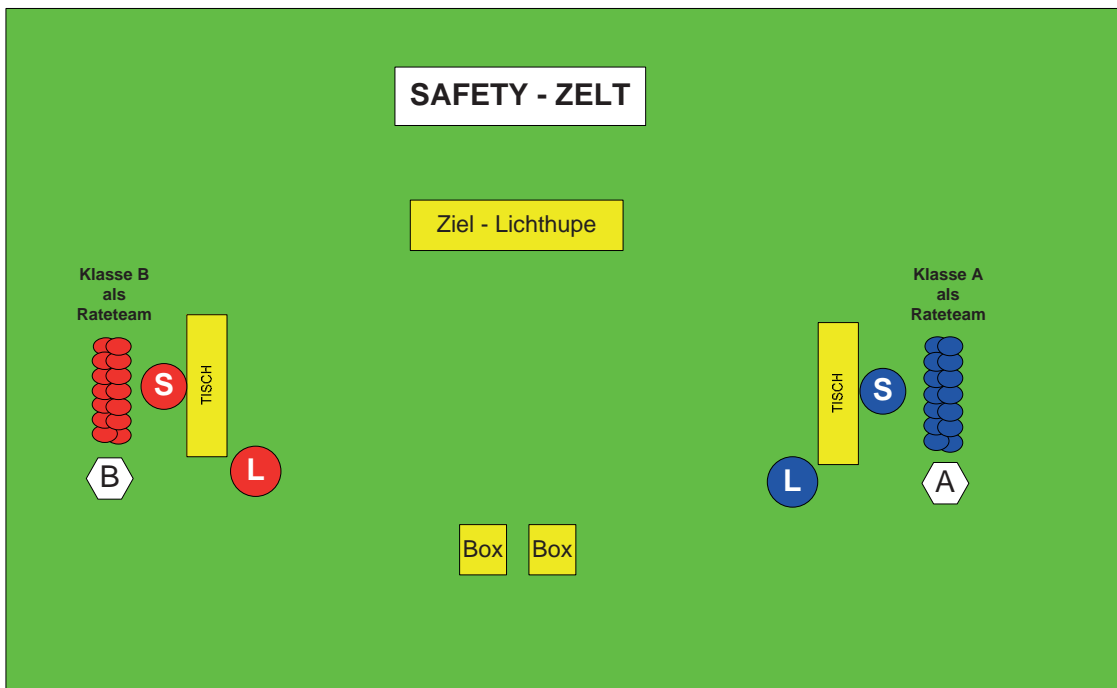 SAFETY - ZELT
Ziel - Lichthupe
Klasse B
als
Rateteam
Klasse A
als
Rateteam
S
TISCH
L
B
TISCH
S
L
A
Box
Box